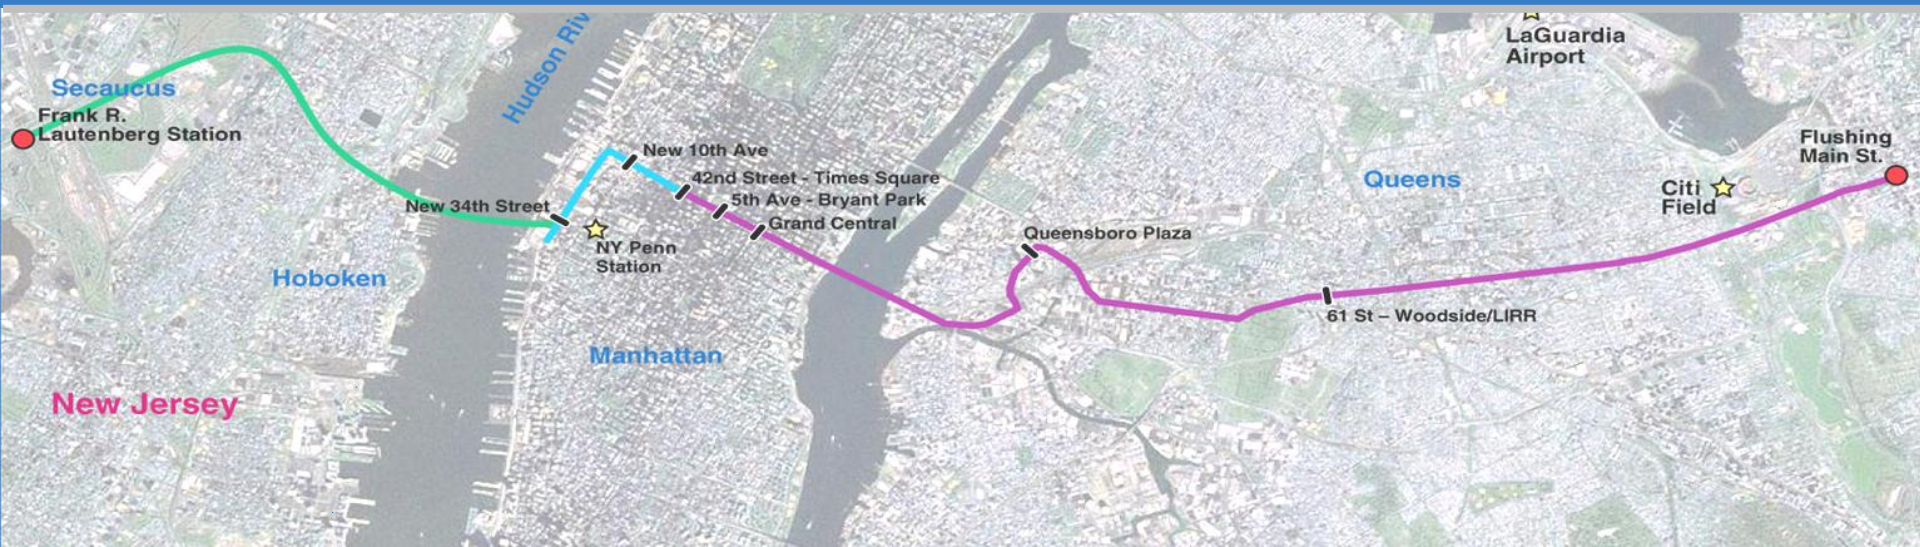 Secaucus
Frank R.
Lautenberg Station
Hudson Riv
New 34th Street
New 10th Ave
42nd Street - Times Square
5th Ave - Bryant Park
Grand Central
NY Penn
Station
Hoboken
Manhattan
New Jersey
Queensboro Plaza
61 St – Woodside/LIRR
Queens
LaGuardia
Airport
Citi
Field
Flushing
Main St.